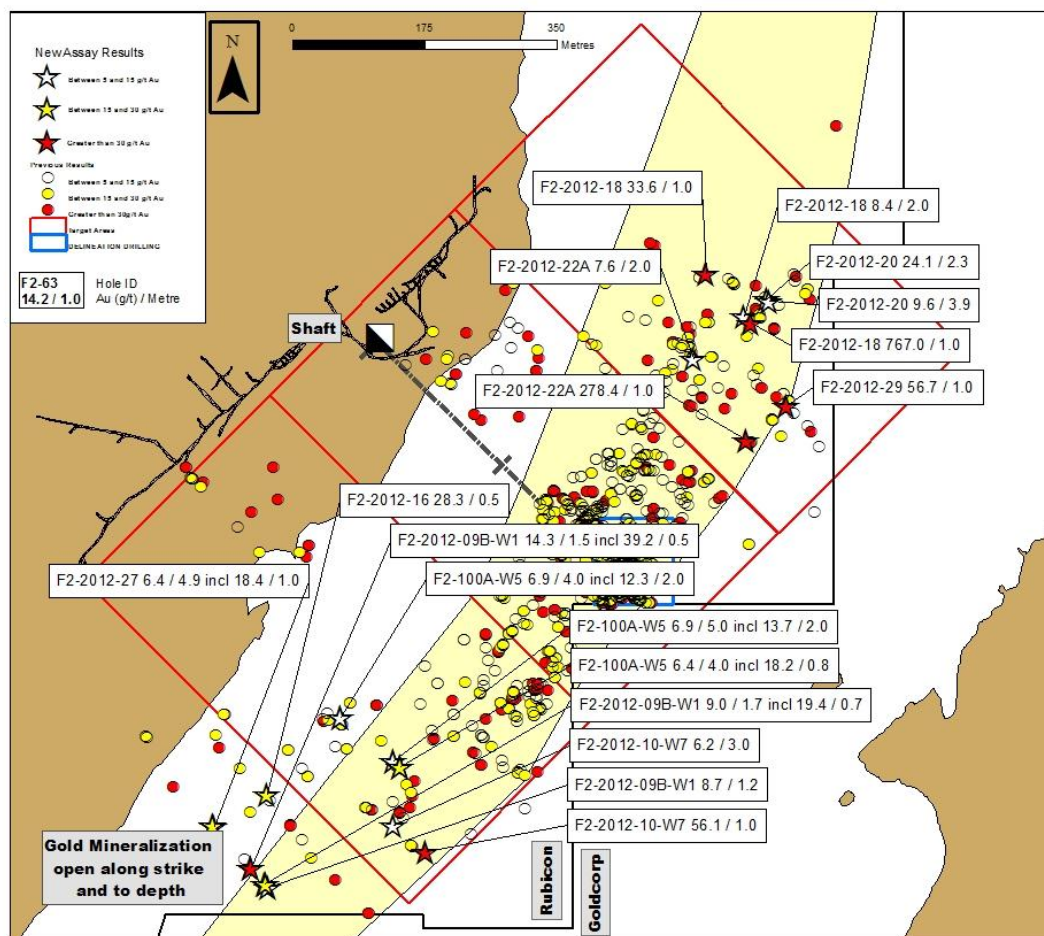 New Assay Results
Between 5 and 15 g/t Au
Between 15 and 30 g/t Au
Greater than 30 g/t Au
Previous Results
Between 5 and 15 g/t Au
Between 15 and 30 g/t Au
Greater than 30g/t Au
Target Areas
DELINEATION DRILLING
F2-63 Hole ID
14.2 / 1.0 Au (g/t) / Metre
N
0 175 350
Metres
F2-2012-18 33.6 / 1.0
F2-2012-18 8.4 / 2.0
F2-2012-22A 7.6 / 2.0
F2-2012-20 24.1 / 2.3
F2-2012-20 9.6 / 3.9
Shaft
F2-2012-18 767.0 / 1.0
F2-2012-22A 278.4 / 1.0
F2-2012-29 56.7 / 1.0
F2-2012-16 28.3 / 0.5
F2-2012-09B-W1 14.3 / 1.5 incl 39.2 / 0.5
F2-2012-27 6.4 / 4.9 incl 18.4 / 1.0
F2-100A-W5 6.9 / 4.0 incl 12.3 / 2.0
F2-100A-W5 6.9 / 5.0 incl 13.7 / 2.0
F2-100A-W5 6.4 / 4.0 incl 18.2 / 0.8
F2-2012-09B-W1 9.0 / 1.7 incl 19.4 / 0.7
F2-2012-10-W7 6.2 / 3.0
F2-2012-09B-W1 8.7 / 1.2
F2-2012-10-W7 56.1 / 1.0
Gold Mineralization
open along strike
and to depth
Rubicon
Goldcorp